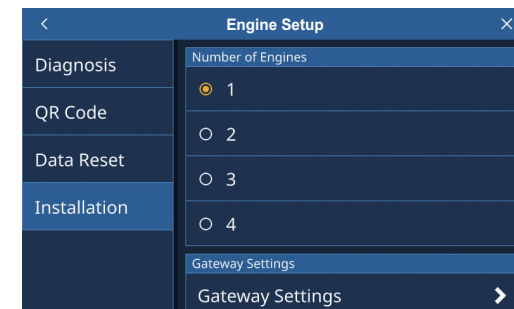 Engine Setup
Diagnosis
QR Code
Data Reset
Installation
Number of Engines
1
2
3
4
Gateway Settings
Gateway Settings